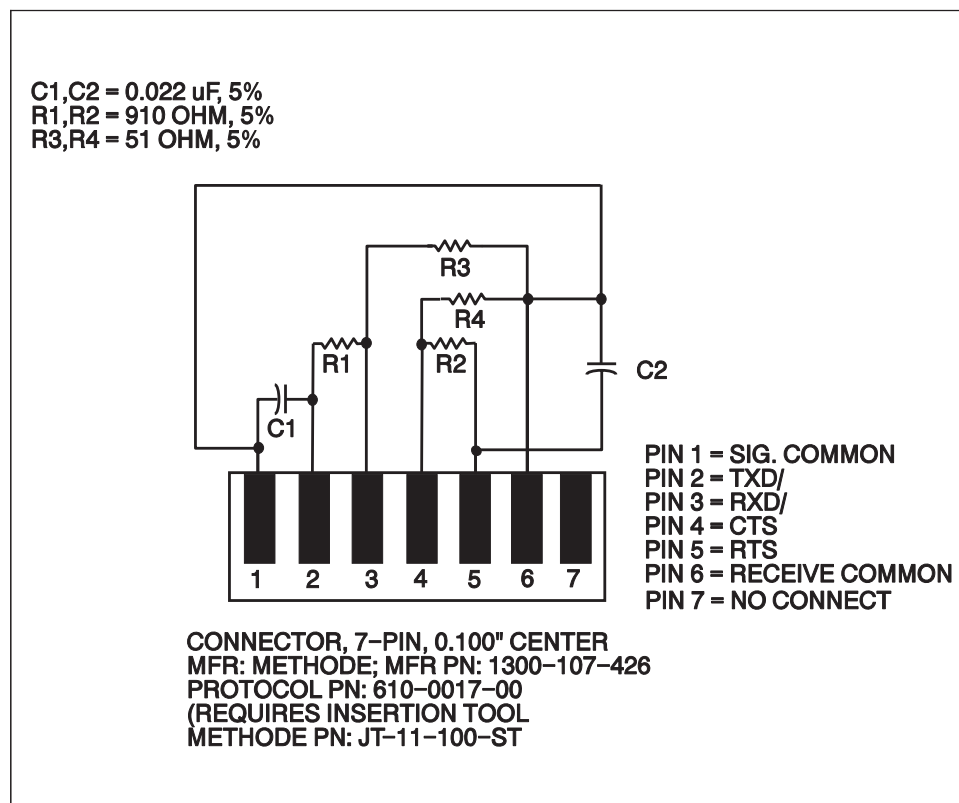 C1,C2 = 0.022 uF, 5%
R1,R2 = 910 OHM, 5%
R3,R4 = 51 OHM, 5%
R3
R4
R1
R2
C2
C1
PIN 1 = SIG. COMMON
PIN 2 = TXD/
PIN 3 = RXD/
PIN 4 = CTS
PIN 5 = RTS
PIN 6 = RECEIVE COMMON
PIN 7 = NO CONNECT
1 2 3 4 5 6 7
CONNECTOR, 7-PIN, 0.100" CENTER
MFR: METHODE; MFR PN: 1300-107-426
PROTOCOL PN: 610-0017-00
(REQUIRES INSERTION TOOL
METHODE PN: JT-11-100-ST